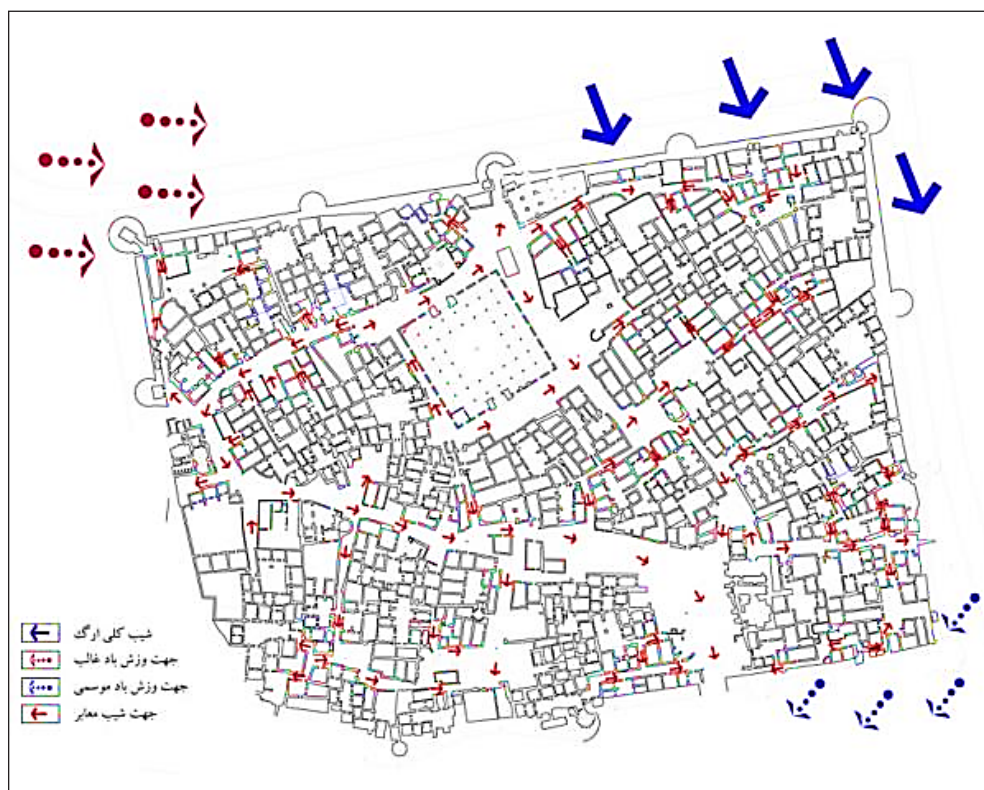 شیب کلی ارگ
جهت وزش باد غالب
جهت وزش باد موسمی
جهت شیب معابر